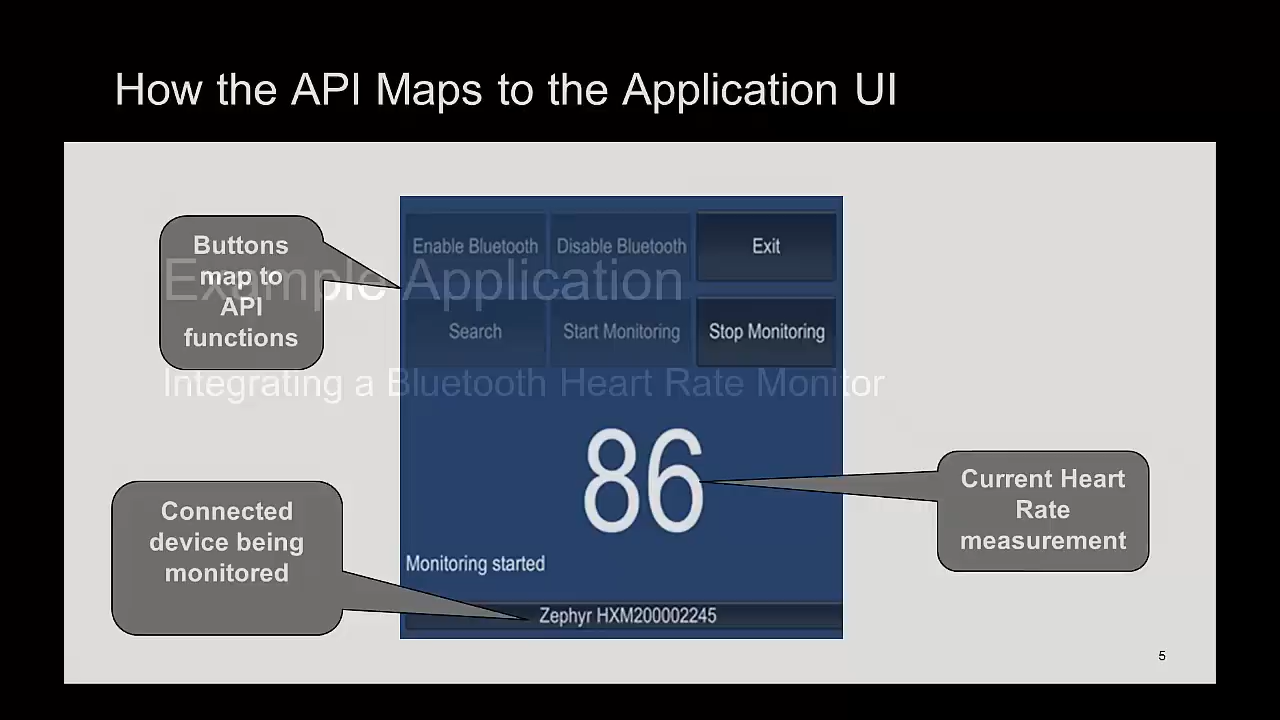 How the API Maps to the Application UI
Buttons
map to
API
functions
Enable Bluetooth
Disable Bluetooth
Exit
Example Application
Search
Start Monitoring
Stop Monitoring
Integrating a Bluetooth Heart Rate Monitor
86
Current Heart
Rate
measurement
Connected
device being
monitored
Monitoring started
Zephyr HXM200002245
5